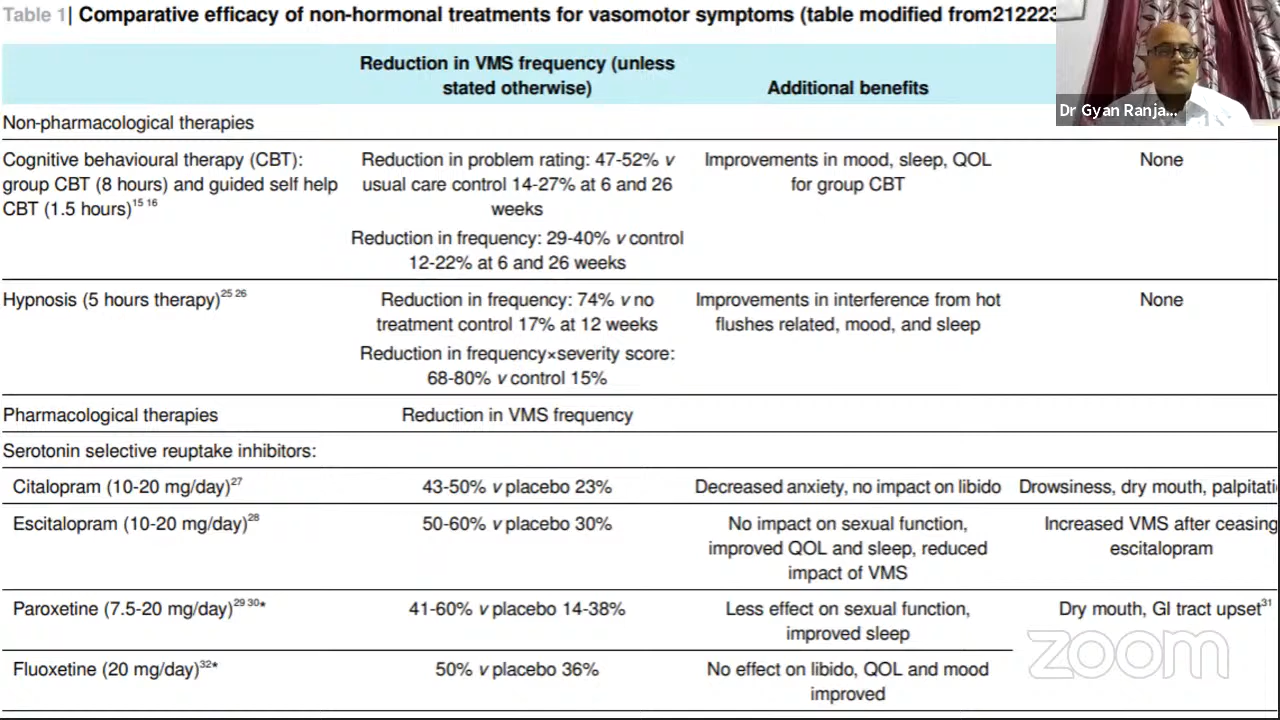 Table 1| Comparative efficacy of non-hormonal treatments for vasomotor symptoms (table modified from212223
Dr Gyan Ranja...
Reduction in VMS frequency (unless
stated otherwise)
Additional benefits
Non-pharmacological therapies
Cognitive behavioural therapy (CBT):
group CBT (8 hours) and guided self help
CBT (1.5 hours)15 16
Reduction in problem rating: 47-52% v
usual care control 14-27% at 6 and 26
weeks
Reduction in frequency: 29-40% v control
12-22% at 6 and 26 weeks
Improvements in mood, sleep, QOL
for group CBT
None
Hypnosis (5 hours therapy)25 26
Reduction in frequency: 74% v no
treatment control 17% at 12 weeks
Reduction in frequency×severity score:
68-80% v control 15%
Improvements in interference from hot
flushes related, mood, and sleep
None
Pharmacological therapies
Reduction in VMS frequency
Serotonin selective reuptake inhibitors:
Citalopram (10-20 mg/day)27
43-50% v placebo 23%
Decreased anxiety, no impact on libido
Drowsiness, dry mouth, palpitati
Escitalopram (10-20 mg/day)28
50-60% v placebo 30%
No impact on sexual function,
improved QOL and sleep, reduced
impact of VMS
Increased VMS after ceasing
escitalopram
Paroxetine (7.5-20 mg/day)29 30*
41-60% v placebo 14-38%
Less effect on sexual function,
improved sleep
Dry mouth, GI tract upset31
Fluoxetine (20 mg/day)32*
50% v placebo 36%
No effect on libido, QOL and mood
improved
zoom